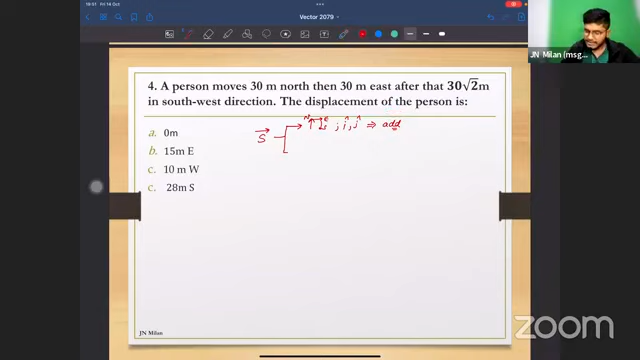 19:01 Fri 14 Oct
Vector 2079
JN Milan (msg...
4. A person moves 30 m north then 30 m east after that 30√2m
in south-west direction. The displacement of the person is:
N E ; î, ĵ ⇒ add
S⃗
a. 0m
b. 15m E
c. 10 m W
c. 28m S
JN Milan
zoom